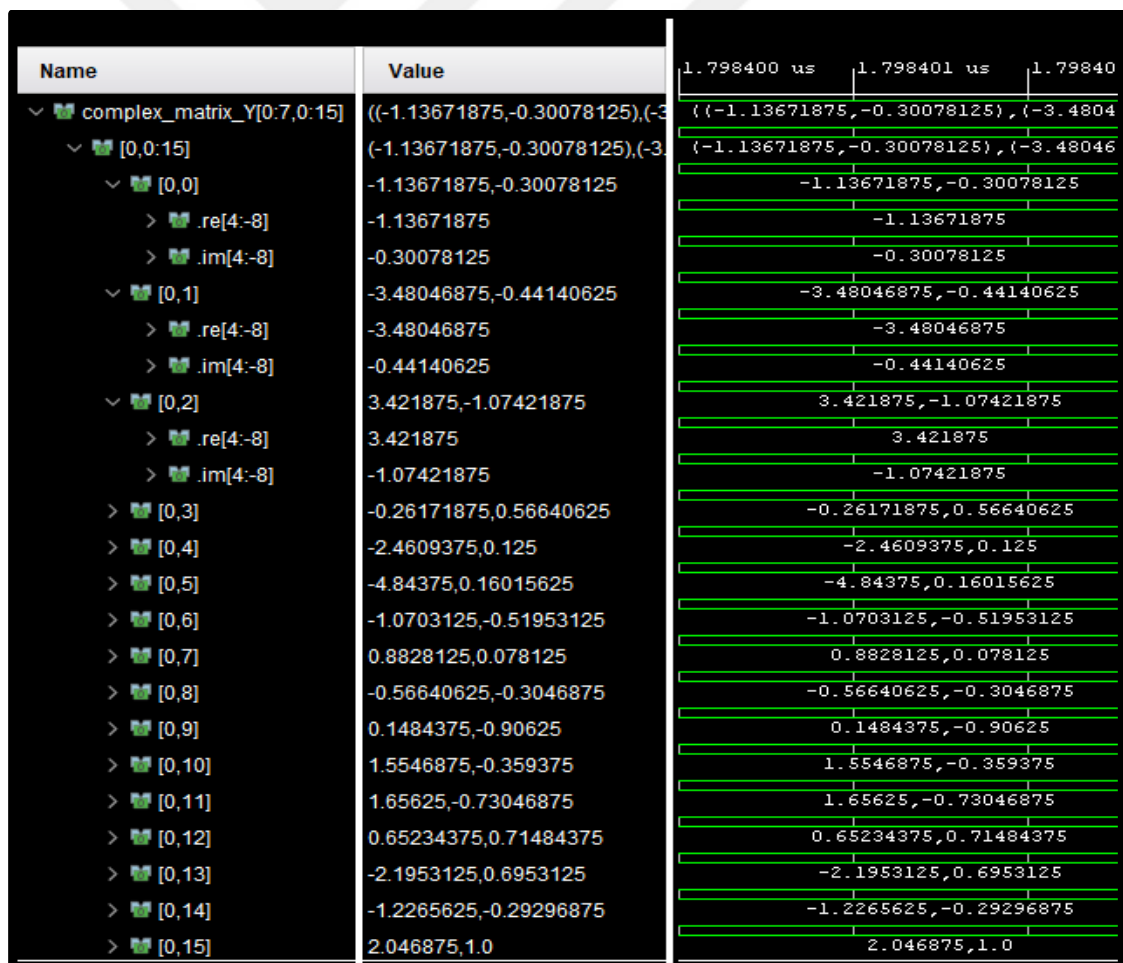 Name Value 1.798400 us 1.798401 us 1.79840
complex_matrix_Y[0:7,0:15] ((-1.13671875,-0.30078125),(-3 ((-1.13671875,-0.30078125),(-3.4804
[0,0:15] (-1.13671875,-0.30078125),(-3. (-1.13671875,-0.30078125),(-3.48046
[0,0] -1.13671875,-0.30078125 -1.13671875,-0.30078125
.re[4:-8] -1.13671875 -1.13671875
.im[4:-8] -0.30078125 -0.30078125
[0,1] -3.48046875,-0.44140625 -3.48046875,-0.44140625
.re[4:-8] -3.48046875 -3.48046875
.im[4:-8] -0.44140625 -0.44140625
[0,2] 3.421875,-1.07421875 3.421875,-1.07421875
.re[4:-8] 3.421875 3.421875
.im[4:-8] -1.07421875 -1.07421875
[0,3] -0.26171875,0.56640625 -0.26171875,0.56640625
[0,4] -2.4609375,0.125 -2.4609375,0.125
[0,5] -4.84375,0.16015625 -4.84375,0.16015625
[0,6] -1.0703125,-0.51953125 -1.0703125,-0.51953125
[0,7] 0.8828125,0.078125 0.8828125,0.078125
[0,8] -0.56640625,-0.3046875 -0.56640625,-0.3046875
[0,9] 0.1484375,-0.90625 0.1484375,-0.90625
[0,10] 1.5546875,-0.359375 1.5546875,-0.359375
[0,11] 1.65625,-0.73046875 1.65625,-0.73046875
[0,12] 0.65234375,0.71484375 0.65234375,0.71484375
[0,13] -2.1953125,0.6953125 -2.1953125,0.6953125
[0,14] -1.2265625,-0.29296875 -1.2265625,-0.29296875
[0,15] 2.046875,1.0 2.046875,1.0